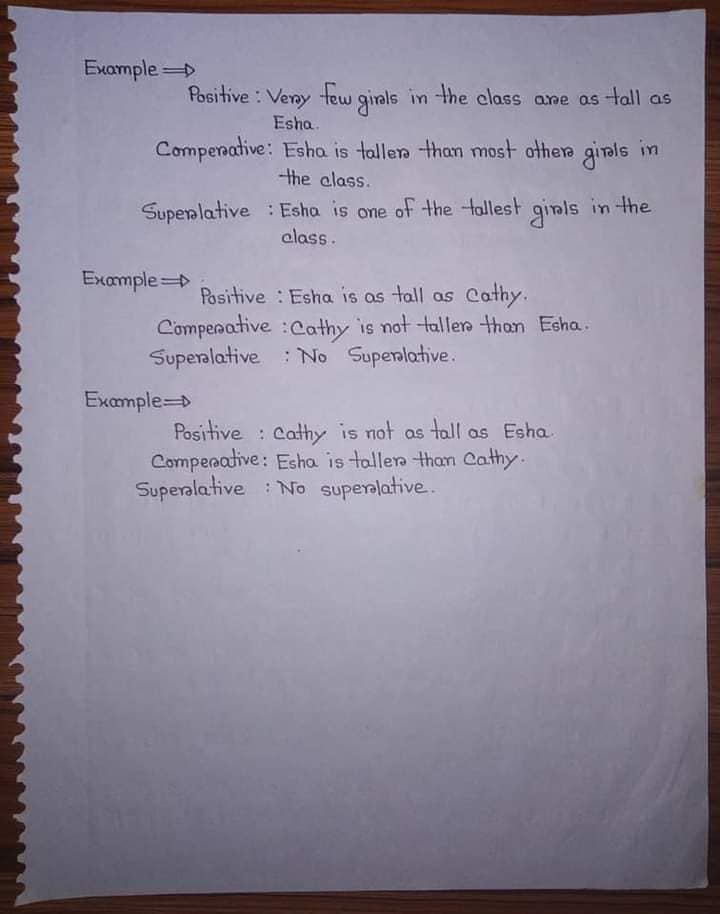 Example ⇒
Positive : Very few girls in the class are as tall as
Esha.
Comperative: Esha is taller than most other girls in
the class.
Superlative : Esha is one of the tallest girls in the
class.
Example ⇒
Positive : Esha is as tall as Cathy.
Comperative : Cathy is not taller than Esha.
Superlative : No Superlative.
Example ⇒
Positive : Cathy is not as tall as Esha.
Comperative: Esha is taller than Cathy.
Superlative : No superlative.